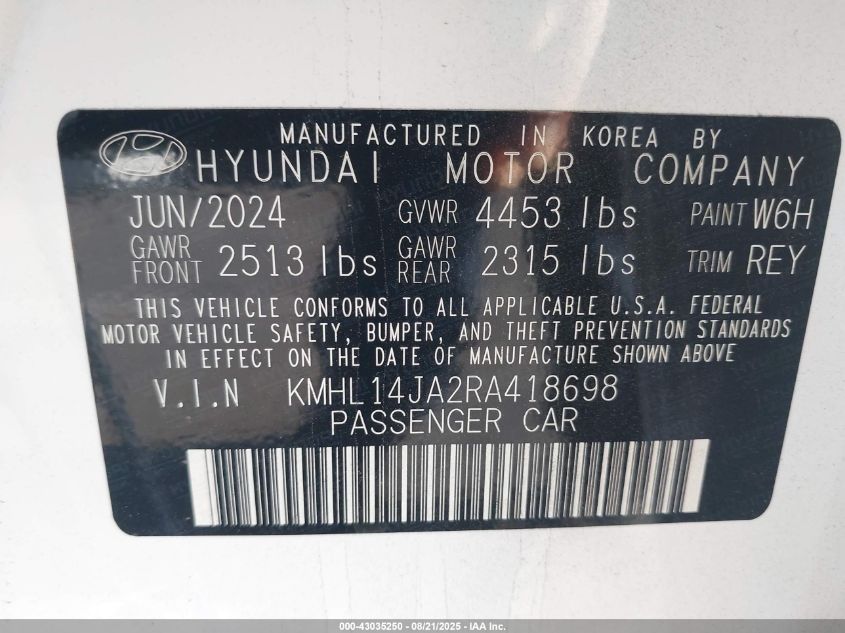 MANUFACTURED IN KOREA BY
HYUNDAI MOTOR COMPANY
JUN/2024 GVWR 4453 lbs PAINT W6H
GAWR FRONT 2513 lbs GAWR REAR 2315 lbs TRIM REY
THIS VEHICLE CONFORMS TO ALL APPLICABLE U.S.A. FEDERAL
MOTOR VEHICLE SAFETY, BUMPER, AND THEFT PREVENTION STANDARDS
IN EFFECT ON THE DATE OF MANUFACTURE SHOWN ABOVE
V.I.N KMHL14JA2RA418698
PASSENGER CAR
000-43035250 - 08/21/2025 - IAA Inc.